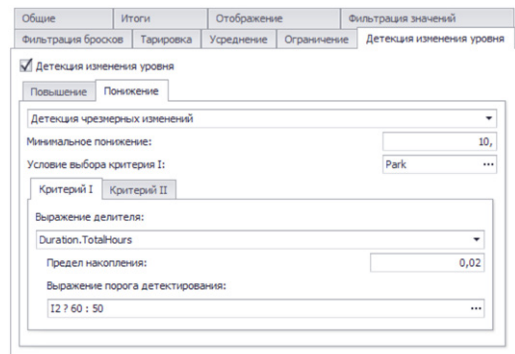 Общие Итоги Отображение Фильтрация значений
Фильтрация бросков Тарировка Усреднение Ограничение Детекция изменения уровня
Детекция изменения уровня
Повышение Понижение
Детекция чрезмерных изменений
Минимальное понижение: 10,
Условие выбора критерия I: Park ...
Критерий I Критерий II
Выражение делителя:
Duration.TotalHours
Предел накопления: 0,02
Выражение порога детектирования:
I2 ? 60 : 50 ...